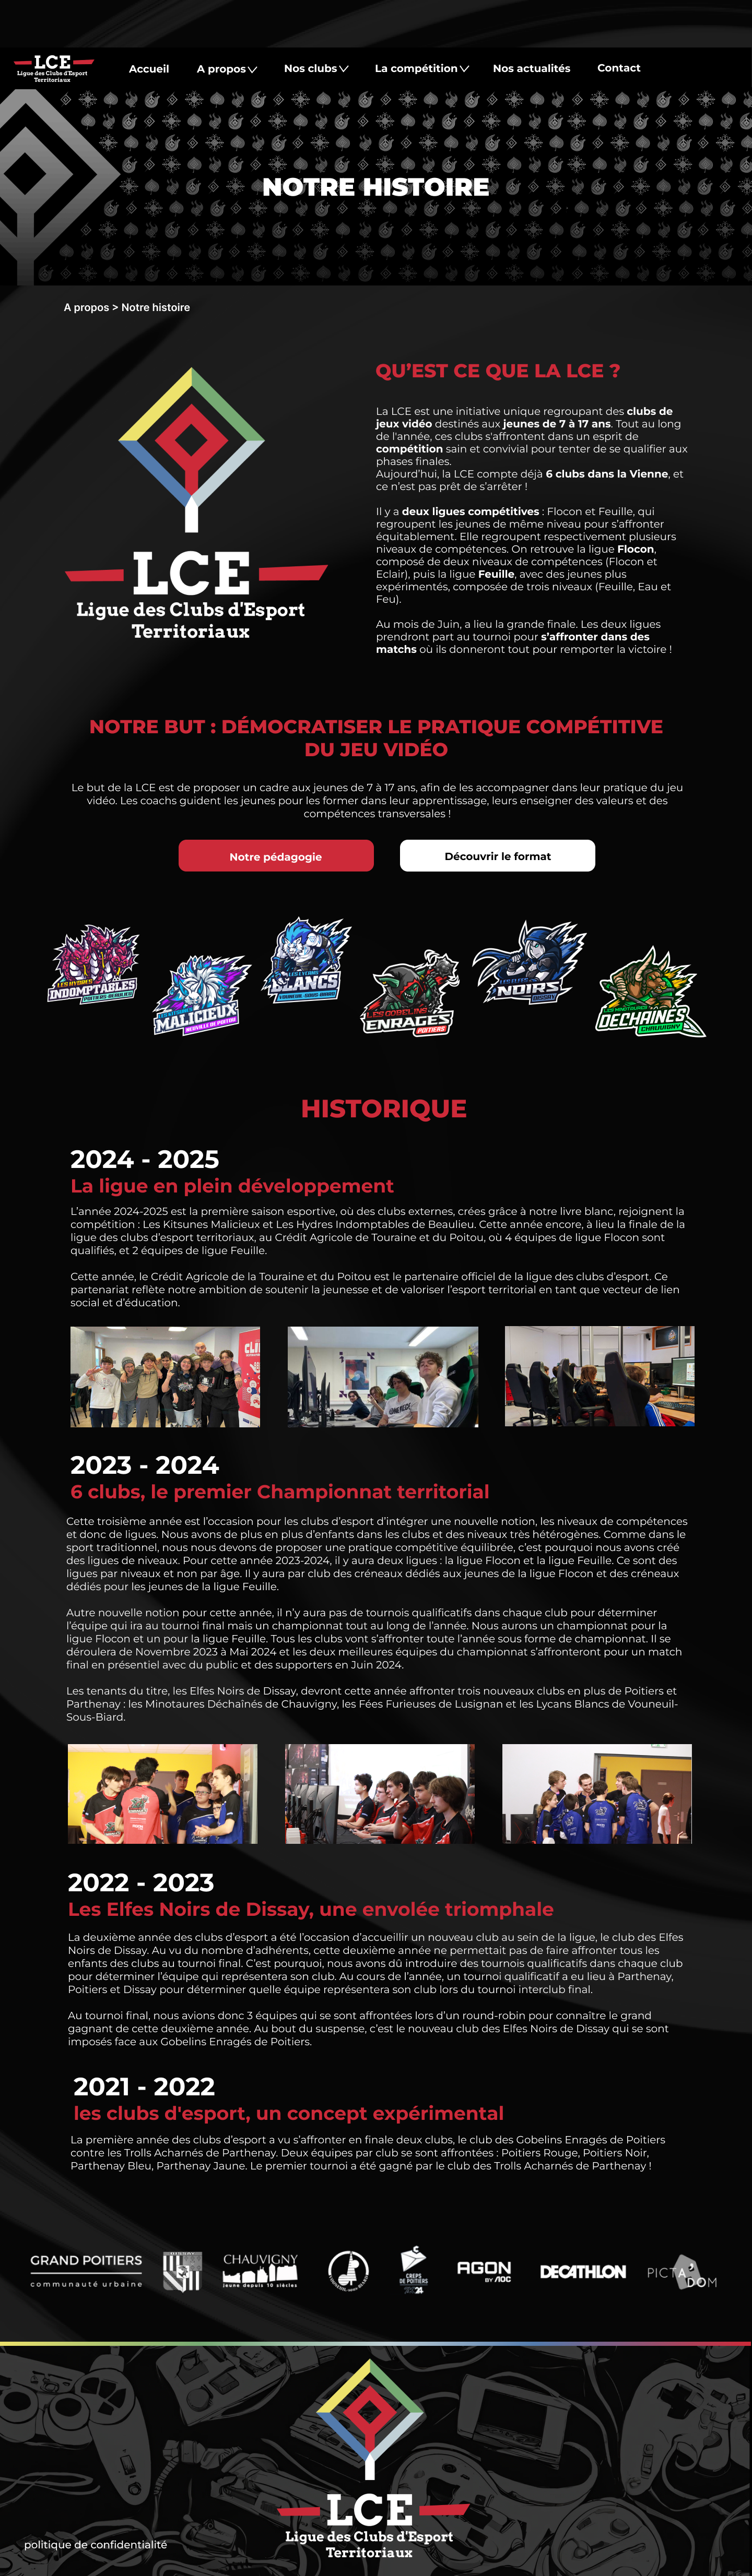 LCE
Ligue des Clubs d'Esport
Territoriaux
Accueil
A propos
Nos clubs
La compétition
Nos actualités
Contact
NOTRE HISTOIRE
A propos > Notre histoire
LCE
Ligue des Clubs d'Esport
Territoriaux
QU'EST CE QUE LA LCE ?
La LCE est une initiative unique regroupant des clubs de
jeux vidéo destinés aux jeunes de 7 à 17 ans. Tout au long
de l'année, ces clubs s'affrontent dans un esprit de
compétition sain et convivial pour tenter de se qualifier aux
phases finales.
Aujourd'hui, la LCE compte déjà 6 clubs dans la Vienne, et
ce n'est pas prêt de s'arrêter !
Il y a deux ligues compétitives : Flocon et Feuille, qui
regroupent les jeunes de même niveau pour s'affronter
équitablement. Elle regroupent respectivement plusieurs
niveaux de compétences. On retrouve la ligue Flocon,
composé de deux niveaux de compétences (Flocon et
Eclair), puis la ligue Feuille, avec des jeunes plus
expérimentés, composée de trois niveaux (Feuille, Eau et
Feu).
Au mois de Juin, a lieu la grande finale. Les deux ligues
prendront part au tournoi pour s'affronter dans des
matchs où ils donneront tout pour remporter la victoire !
NOTRE BUT : DÉMOCRATISER LE PRATIQUE COMPÉTITIVE
DU JEU VIDÉO
Le but de la LCE est de proposer un cadre aux jeunes de 7 à 17 ans, afin de les accompagner dans leur pratique du jeu
vidéo. Les coachs guident les jeunes pour les former dans leur apprentissage, leurs enseigner des valeurs et des
compétences transversales !
Notre pédagogie
Découvrir le format
LES HYDRES
INDOMPTABLES
POITIERS-BEAULIEU
MALICIEUX
NEUVILLE-DE-POITOU
LES LYCANS
BLANCS
VOUNEUIL-SOUS-BIARD
LES GOBELINS
ENRAGES
POITIERS
LES ELFES
NOIRS
DISSAY
LES MINOTAURES
DECHAINÉS
CHAUVIGNY
HISTORIQUE
2024 - 2025
La ligue en plein développement
L'année 2024-2025 est la première saison esportive, où des clubs externes, crées grâce à notre livre blanc, rejoignent la
compétition : Les Kitsunes Malicieux et Les Hydres Indomptables de Beaulieu. Cette année encore, à lieu la finale de la
ligue des clubs d'esport territoriaux, au Crédit Agricole de Touraine et du Poitou, où 4 équipes de ligue Flocon sont
qualifiés, et 2 équipes de ligue Feuille.
Cette année, le Crédit Agricole de la Touraine et du Poitou est le partenaire officiel de la ligue des clubs d'esport. Ce
partenariat reflète notre ambition de soutenir la jeunesse et de valoriser l'esport territorial en tant que vecteur de lien
social et d'éducation.
2023 - 2024
6 clubs, le premier Championnat territorial
Cette troisième année est l'occasion pour les clubs d'esport d'intégrer une nouvelle notion, les niveaux de compétences
et donc de ligues. Nous avons de plus en plus d'enfants dans les clubs et des niveaux très hétérogènes. Comme dans le
sport traditionnel, nous nous devons de proposer une pratique compétitive équilibrée, c'est pourquoi nous avons créé
des ligues de niveaux. Pour cette année 2023-2024, il y aura deux ligues : la ligue Flocon et la ligue Feuille. Ce sont des
ligues par niveaux et non par âge. Il y aura par club des créneaux dédiés aux jeunes de la ligue Flocon et des créneaux
dédiés pour les jeunes de la ligue Feuille.
Autre nouvelle notion pour cette année, il n'y aura pas de tournois qualificatifs dans chaque club pour déterminer
l'équipe qui ira au tournoi final mais un championnat tout au long de l'année. Nous aurons un championnat pour la
ligue Flocon et un pour la ligue Feuille. Tous les clubs vont s'affronter toute l'année sous forme de championnat. Il se
déroulera de Novembre 2023 à Mai 2024 et les deux meilleures équipes du championnat s'affronteront pour un match
final en présentiel avec du public et des supporters en Juin 2024.
Les tenants du titre, les Elfes Noirs de Dissay, devront cette année affronter trois nouveaux clubs en plus de Poitiers et
Parthenay : les Minotaures Déchaînés de Chauvigny, les Fées Furieuses de Lusignan et les Lycans Blancs de Vouneuil-
Sous-Biard.
2022 - 2023
Les Elfes Noirs de Dissay, une envolée triomphale
La deuxième année des clubs d'esport a été l'occasion d'accueillir un nouveau club au sein de la ligue, le club des Elfes
Noirs de Dissay. Au vu du nombre d'adhérents, cette deuxième année ne permettait pas de faire affronter tous les
enfants des clubs au tournoi final. C'est pourquoi, nous avons dû introduire des tournois qualificatifs dans chaque club
pour déterminer l'équipe qui représentera son club. Au cours de l'année, un tournoi qualificatif a eu lieu à Parthenay,
Poitiers et Dissay pour déterminer quelle équipe représentera son club lors du tournoi interclub final.
Au tournoi final, nous avions donc 3 équipes qui se sont affrontées lors d'un round-robin pour connaître le grand
gagnant de cette deuxième année. Au bout du suspense, c'est le nouveau club des Elfes Noirs de Dissay qui se sont
imposés face aux Gobelins Enragés de Poitiers.
2021 - 2022
les clubs d'esport, un concept expérimental
La première année des clubs d'esport a vu s'affronter en finale deux clubs, le club des Gobelins Enragés de Poitiers
contre les Trolls Acharnés de Parthenay. Deux équipes par club se sont affrontées : Poitiers Rouge, Poitiers Noir,
Parthenay Bleu, Parthenay Jaune. Le premier tournoi a été gagné par le club des Trolls Acharnés de Parthenay !
GRAND POITIERS
communauté urbaine
CHAUVIGNY
jeune depuis 10 siècles
CREPS
DE POITIERS
24
AGON
BY AOC
DECATHLON
PICTA
DOM
LCE
Ligue des Clubs d'Esport
Territoriaux
politique de confidentialité